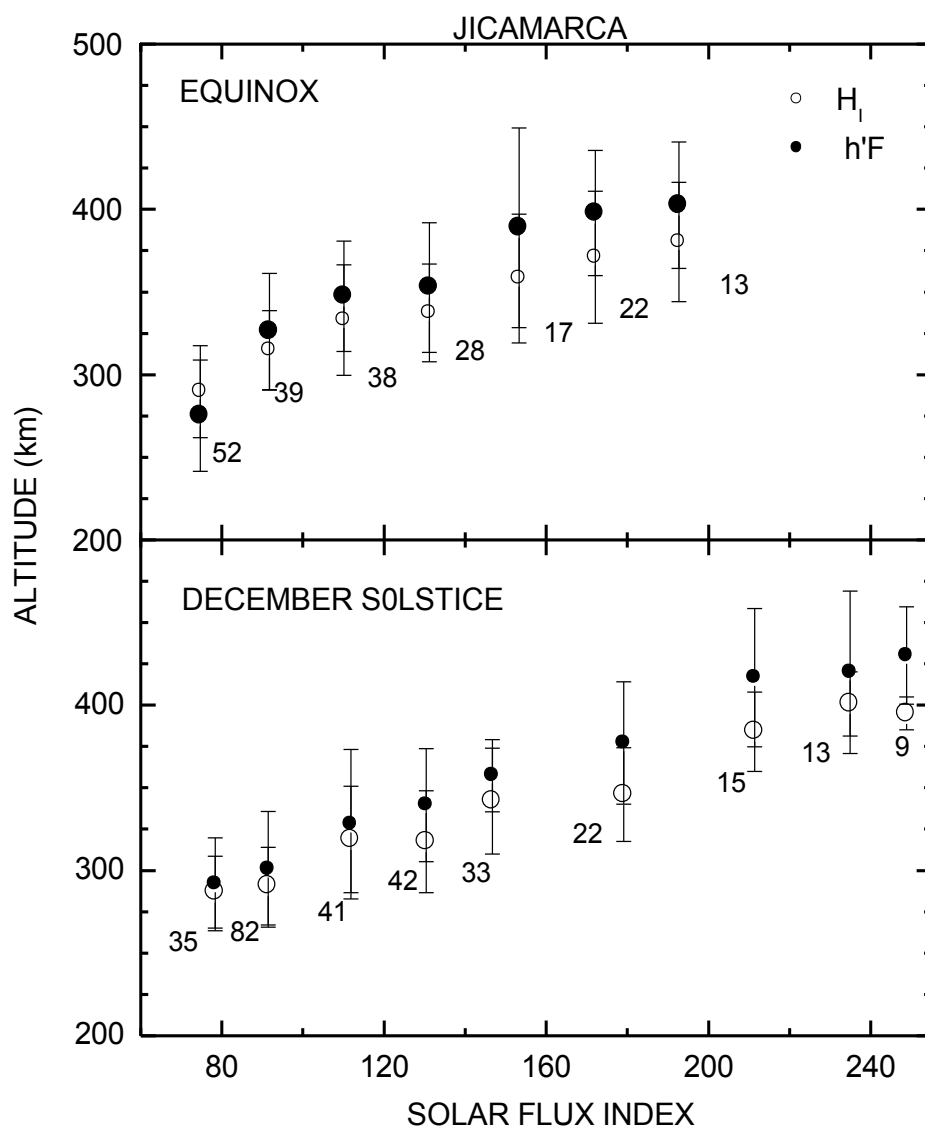 JICAMARCA
500
EQUINOX
H_I
h'F
400
13
22
17
28
38
300
39
52
ALTITUDE (km)
200
DECEMBER S0LSTICE
400
9
13
15
22
33
42
41
82
35
300
200
80 120 160 200 240
SOLAR FLUX INDEX